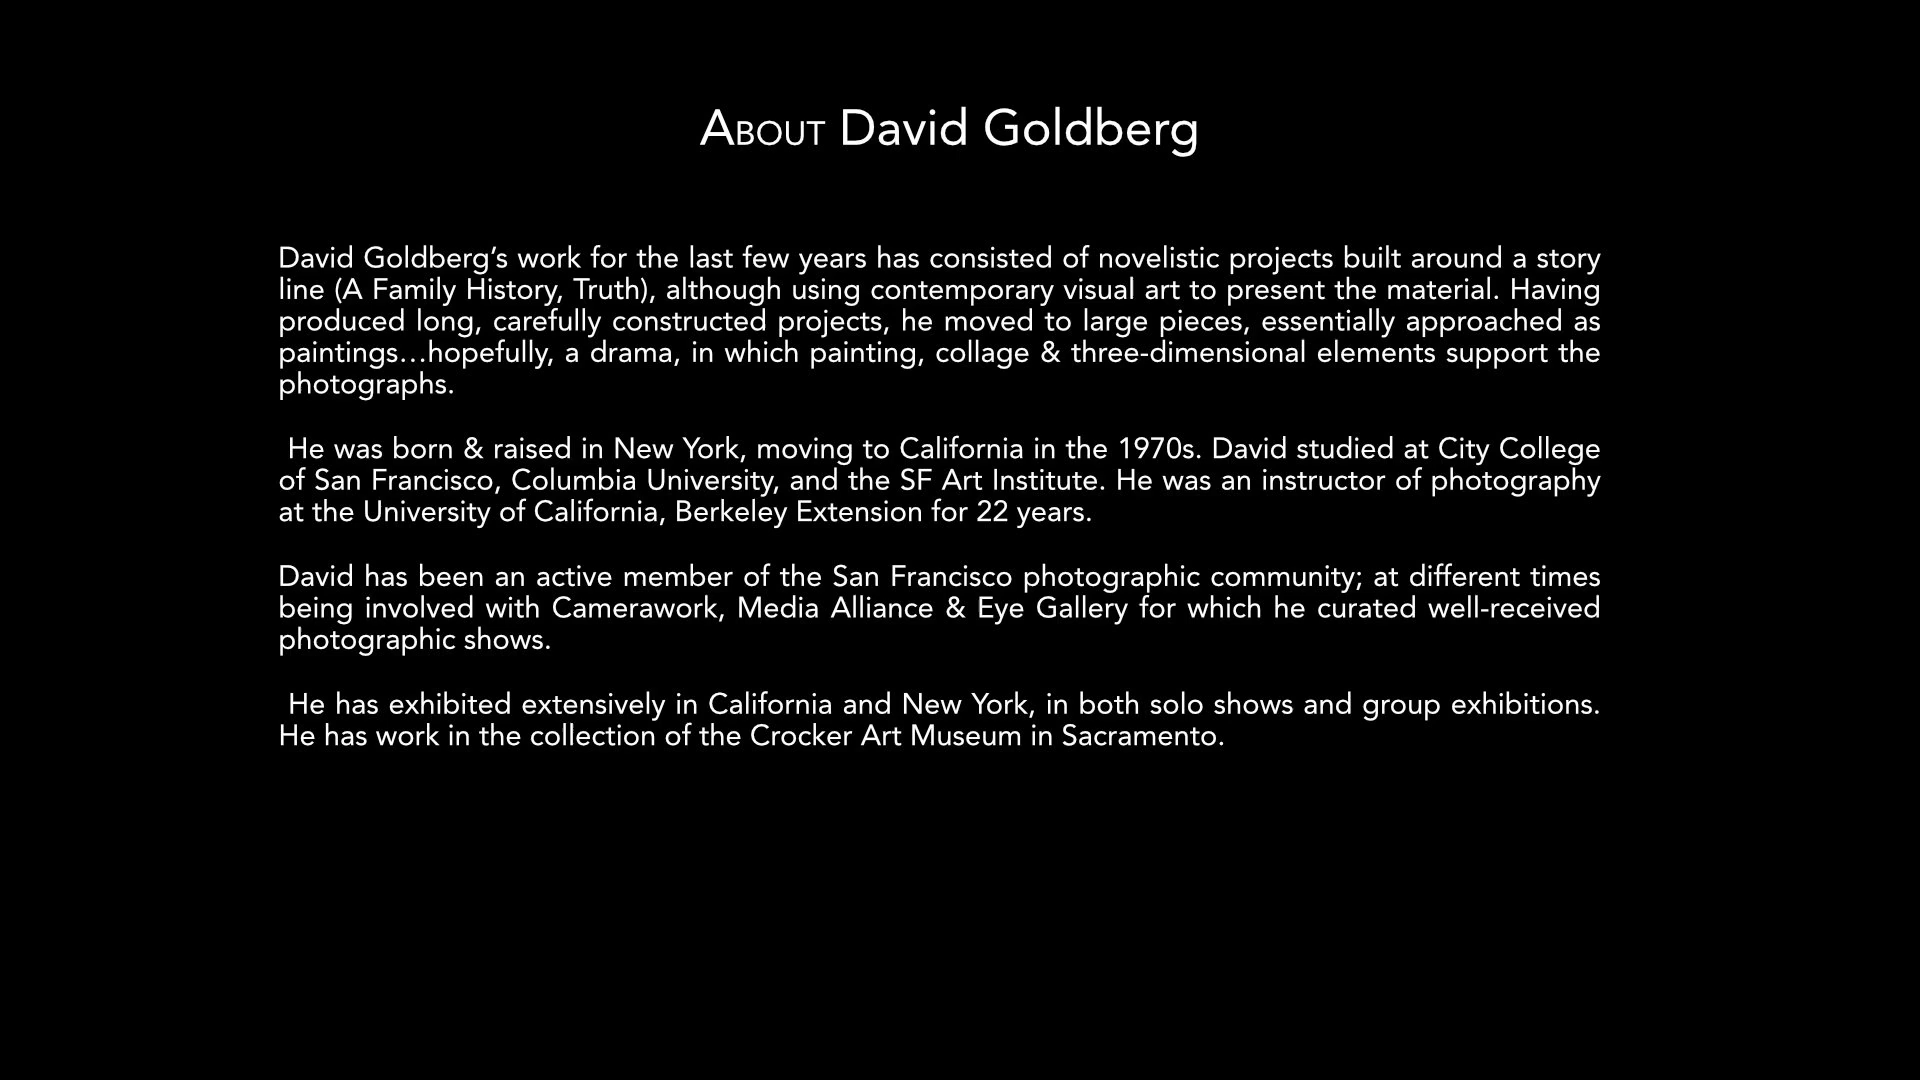 About David Goldberg
David Goldberg’s work for the last few years has consisted of novelistic projects built around a story
line (A Family History, Truth), although using contemporary visual art to present the material. Having
produced long, carefully constructed projects, he moved to large pieces, essentially approached as
paintings…hopefully, a drama, in which painting, collage & three-dimensional elements support the
photographs.
He was born & raised in New York, moving to California in the 1970s. David studied at City College
of San Francisco, Columbia University, and the SF Art Institute. He was an instructor of photography
at the University of California, Berkeley Extension for 22 years.
David has been an active member of the San Francisco photographic community; at different times
being involved with Camerawork, Media Alliance & Eye Gallery for which he curated well-received
photographic shows.
He has exhibited extensively in California and New York, in both solo shows and group exhibitions.
He has work in the collection of the Crocker Art Museum in Sacramento.